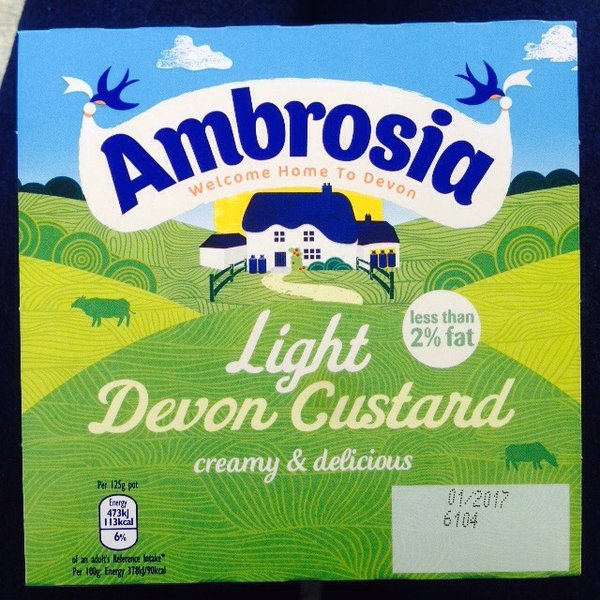 Ambrosia
Welcome Home To Devon
less than
2% fat
Light
Devon Custard
creamy & delicious
Per 125g pot
Energy
473kJ
113kcal
6%
of an adult's Reference Intake*
Per 100g: Energy 378kJ/90kcal
01/2017
6104